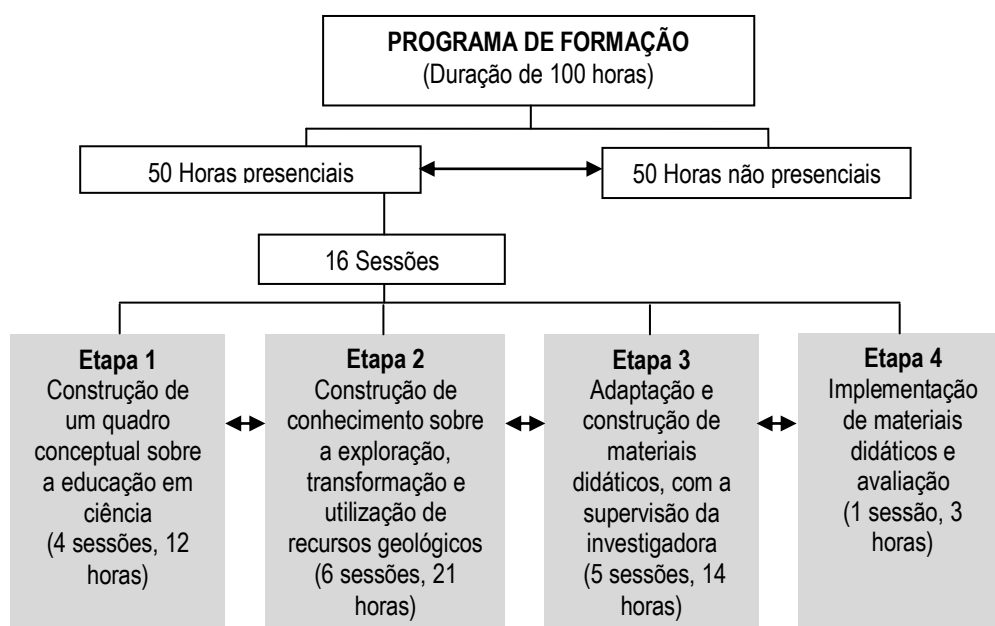 PROGRAMA DE FORMAÇÃO
(Duração de 100 horas)
50 Horas presenciais
50 Horas não presenciais
16 Sessões
Etapa 1
Construção de
um quadro
conceptual sobre
a educação em
ciência
(4 sessões, 12
horas)
Etapa 2
Construção de
conhecimento sobre
a exploração,
transformação e
utilização de
recursos geológicos
(6 sessões, 21
horas)
Etapa 3
Adaptação e
construção de
materiais
didáticos, com a
supervisão da
investigadora
(5 sessões, 14
horas)
Etapa 4
Implementação
de materiais
didáticos e
avaliação
(1 sessão, 3
horas)